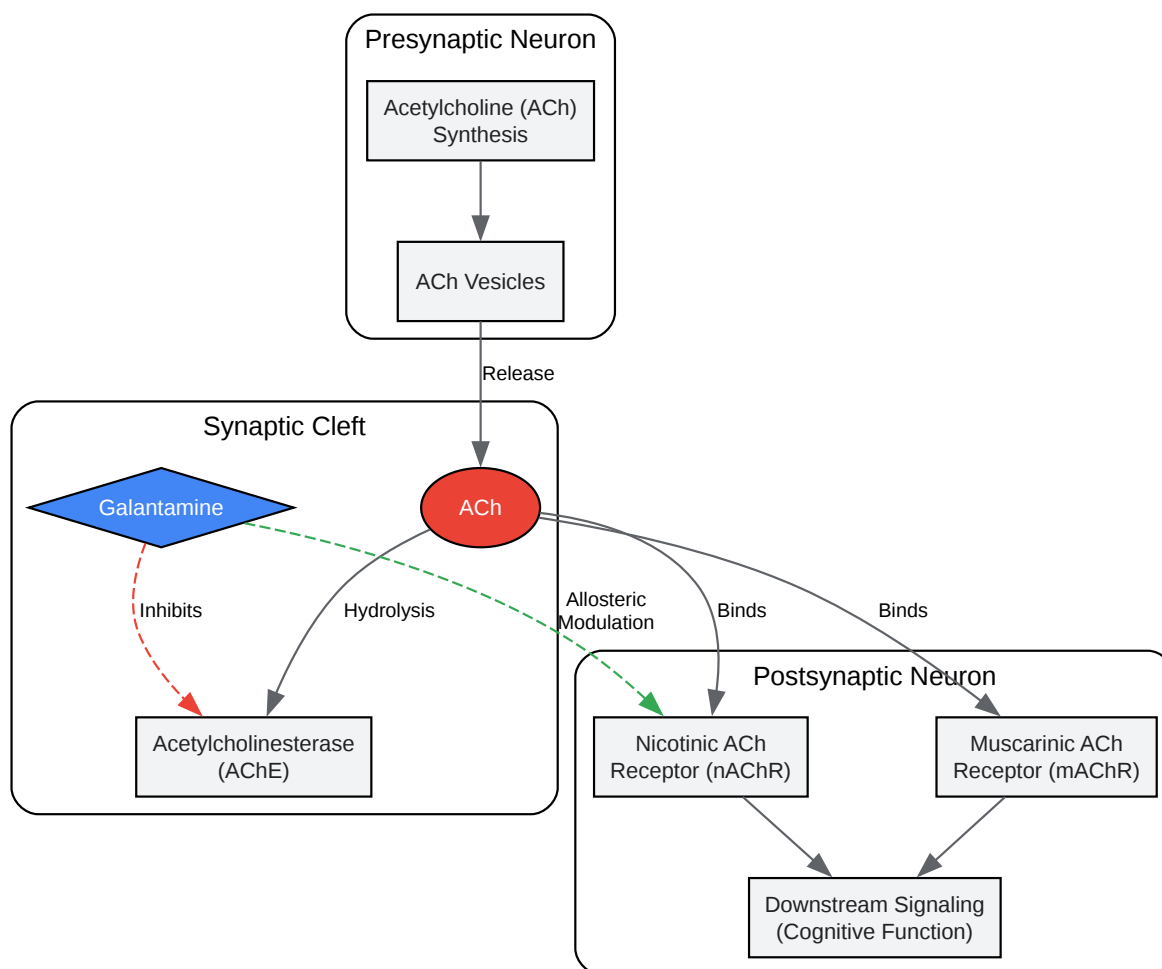 Presynaptic Neuron
Acetylcholine (ACh)
Synthesis
ACh Vesicles
Release
Synaptic Cleft
Galantamine
ACh
Inhibits
Hydrolysis
Allosteric
Modulation
Binds
Binds
Postsynaptic Neuron
Acetylcholinesterase
(AChE)
Nicotinic ACh
Receptor (nAChR)
Muscarinic ACh
Receptor (mAChR)
Downstream Signaling
(Cognitive Function)